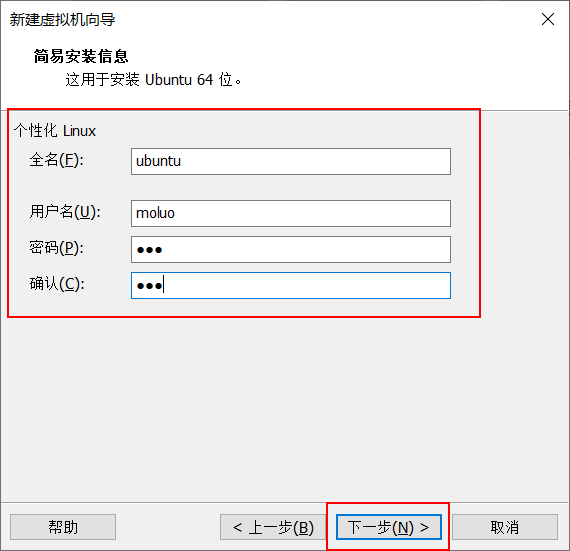 新建虚拟机向导
简易安装信息
这用于安装 Ubuntu 64 位。
个性化 Linux
全名(F): ubuntu
用户名(U): moluo
密码(P): ●●●
确认(C): ●●●
帮助 < 上一步(B) 下一步(N) > 取消